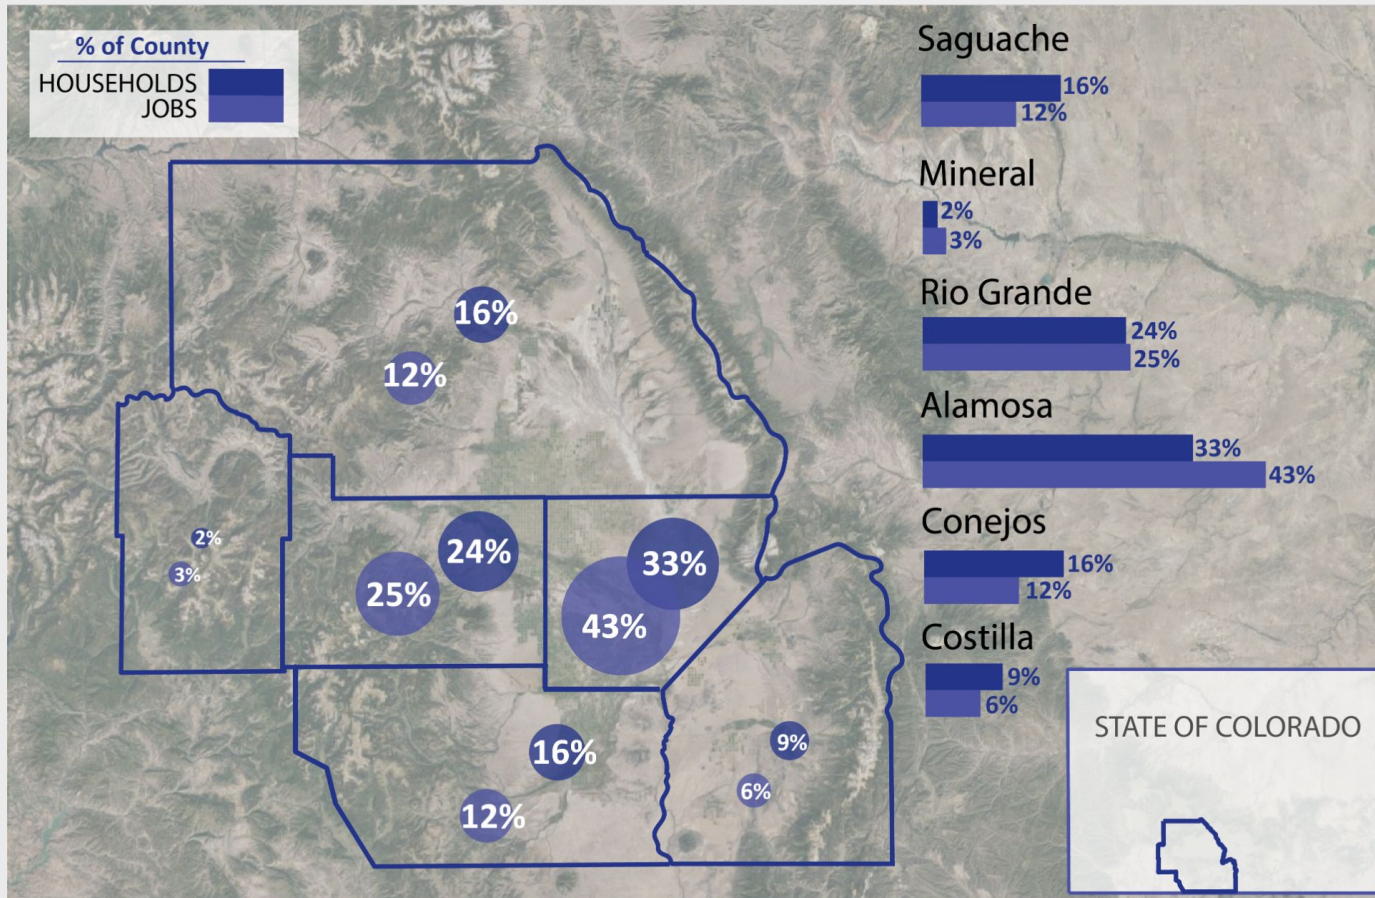 % of County
HOUSEHOLDS
JOBS
Saguache
16%
12%
Mineral
2%
3%
Rio Grande
24%
25%
Alamosa
33%
43%
Conejos
16%
12%
Costilla
9%
6%
16%
12%
2%
3%
24%
25%
33%
43%
16%
12%
9%
6%
STATE OF COLORADO